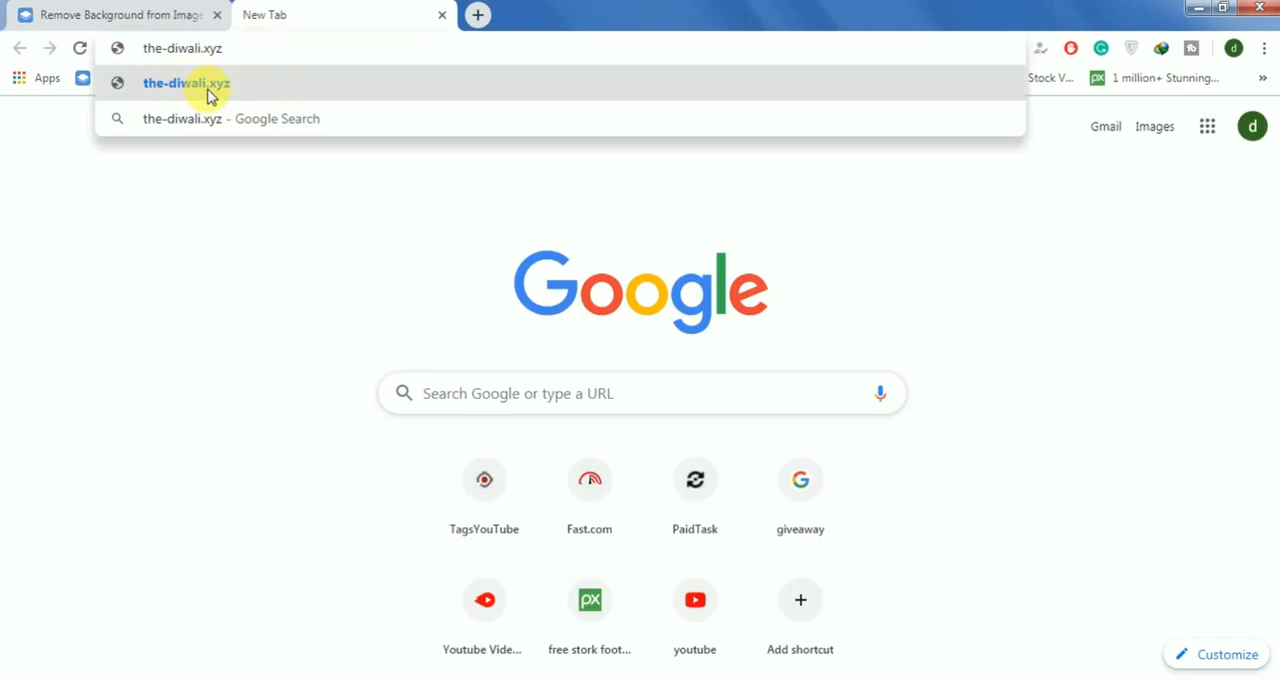 Remove Background from Image
New Tab
the-diwali.xyz
Apps
Stock V...
1 million+ Stunning...
the-diwali.xyz
the-diwali.xyz - Google Search
Gmail
Images
d
d
Google
Search Google or type a URL
TagsYouTube
Fast.com
PaidTask
giveaway
px
Youtube Vide...
free stork foot...
youtube
Add shortcut
Customize